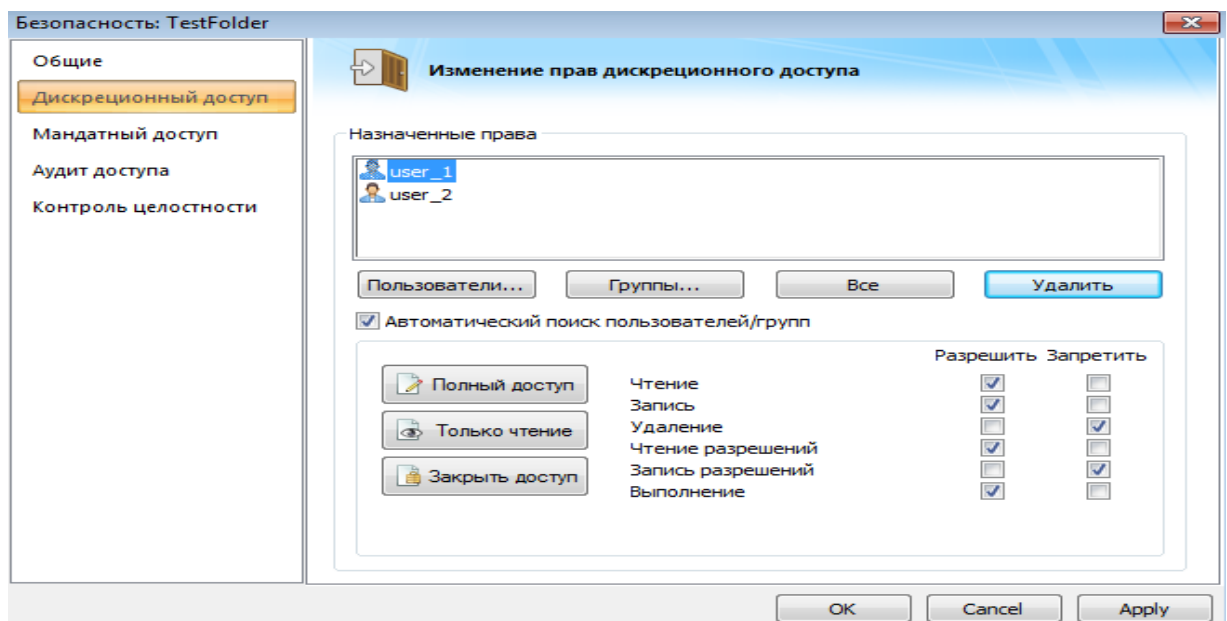 Безопасность: TestFolder
Общие
Дискреционный доступ
Мандатный доступ
Аудит доступа
Контроль целостности
Изменение прав дискреционного доступа
Назначенные права
user_1
user_2
Пользователи... Группы... Все Удалить
Автоматический поиск пользователей/групп
Разрешить Запретить
Полный доступ
Только чтение
Закрыть доступ
Чтение
Запись
Удаление
Чтение разрешений
Запись разрешений
Выполнение
OK Cancel Apply